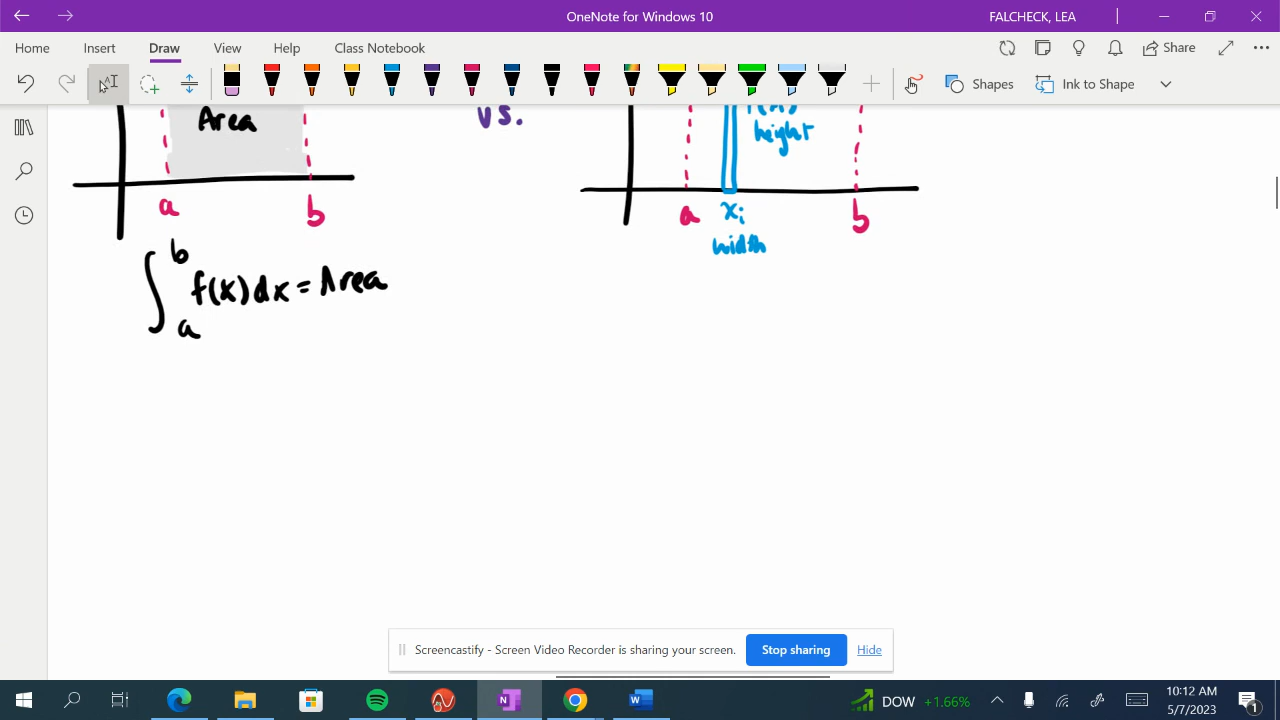 OneNote for Windows 10
FALCHECK, LEA
Home Insert Draw View Help Class Notebook Share
Shapes Ink to Shape
Area
vs.
height
a
b
a
xi
b
width
∫ₐᵇ f(x)dx = Area
Screencastify - Screen Video Recorder is sharing your screen. Stop sharing Hide
DOW +1.66%
10:12 AM
5/7/2023
1